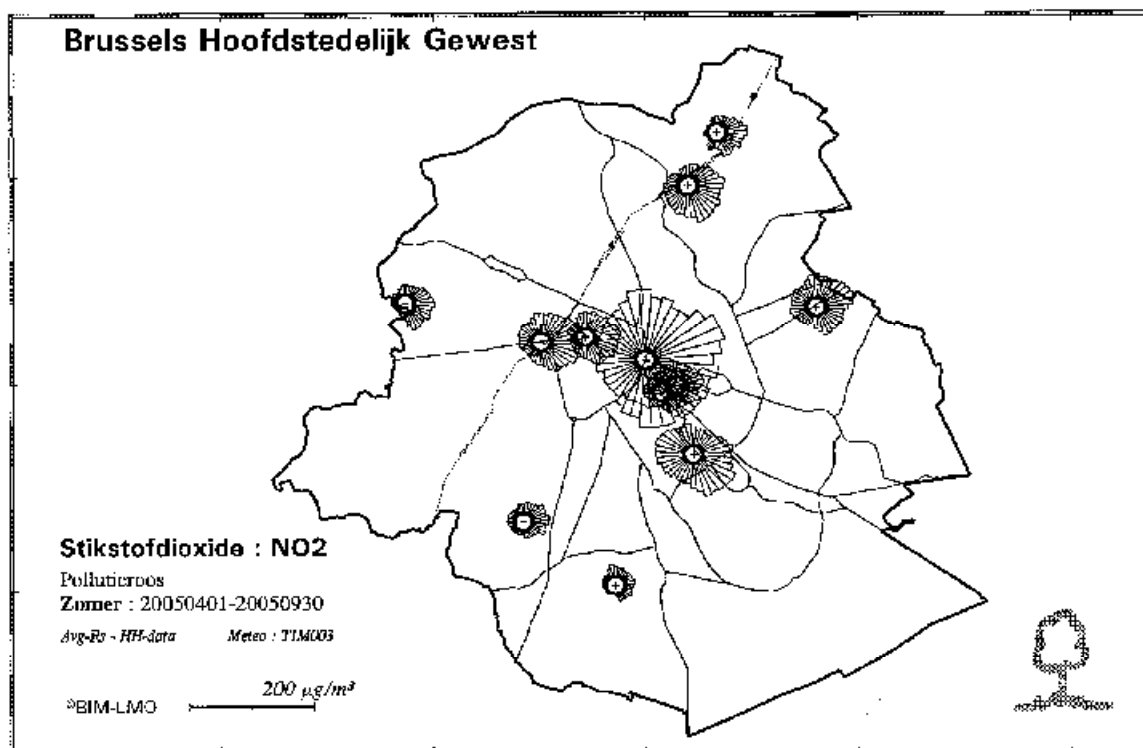 Brussels Hoofdstedelijk Gewest
Stikstofdioxide : NO2
Pollutieroos
Zomer : 20050401-20050930
Avg-Rs - HH-data Meteo : TIM003
200 µg/m³
©BIM-LMO